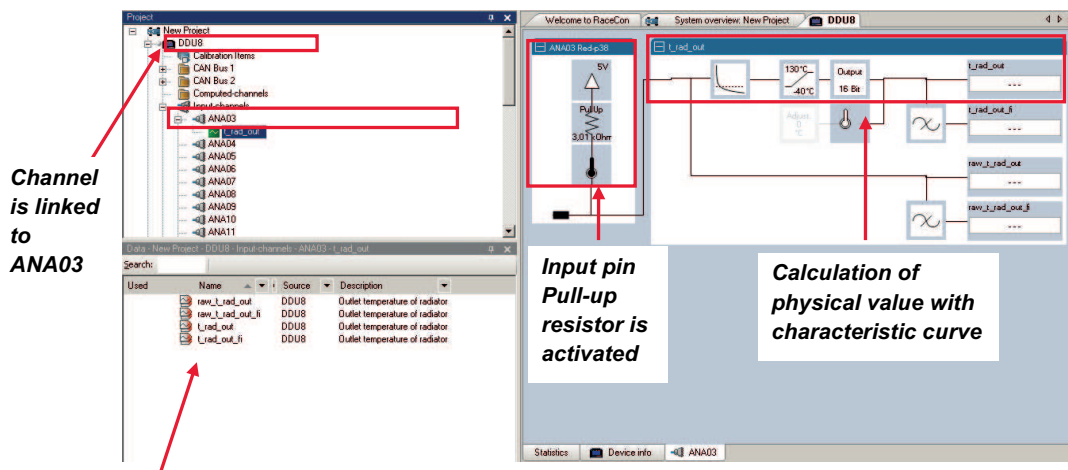 Project
New Project
DDU8
Calibration Items
CAN Bus 1
CAN Bus 2
Computed-channels
Input-channels
ANA03
t_rad_out
ANA04
ANA05
ANA06
ANA07
ANA08
ANA09
ANA10
ANA11
Channel
is linked
to
ANA03
Data - New Project - DDU8 - Input-channels - ANA03 - t_rad_out
Search:
Used Name Source Description
raw_t_rad_out DDU8 Outlet temperature of radiator
raw_t_rad_out_fi DDU8 Outlet temperature of radiator
t_rad_out DDU8 Outlet temperature of radiator
t_rad_out_fi DDU8 Outlet temperature of radiator
Welcome to RaceCon System overview: New Project DDU8
ANA03 Red-p38
5V
PullUp
3,01 kOhm
t_rad_out
130°C
-40°C
Output
16 Bit
Adjust
0
°C
t_rad_out
---
t_rad_out_fi
---
raw_t_rad_out
---
raw_t_rad_out_fi
---
Input pin
Pull-up
resistor is
activated
Calculation of
physical value with
characteristic curve
Statistics Device info ANA03